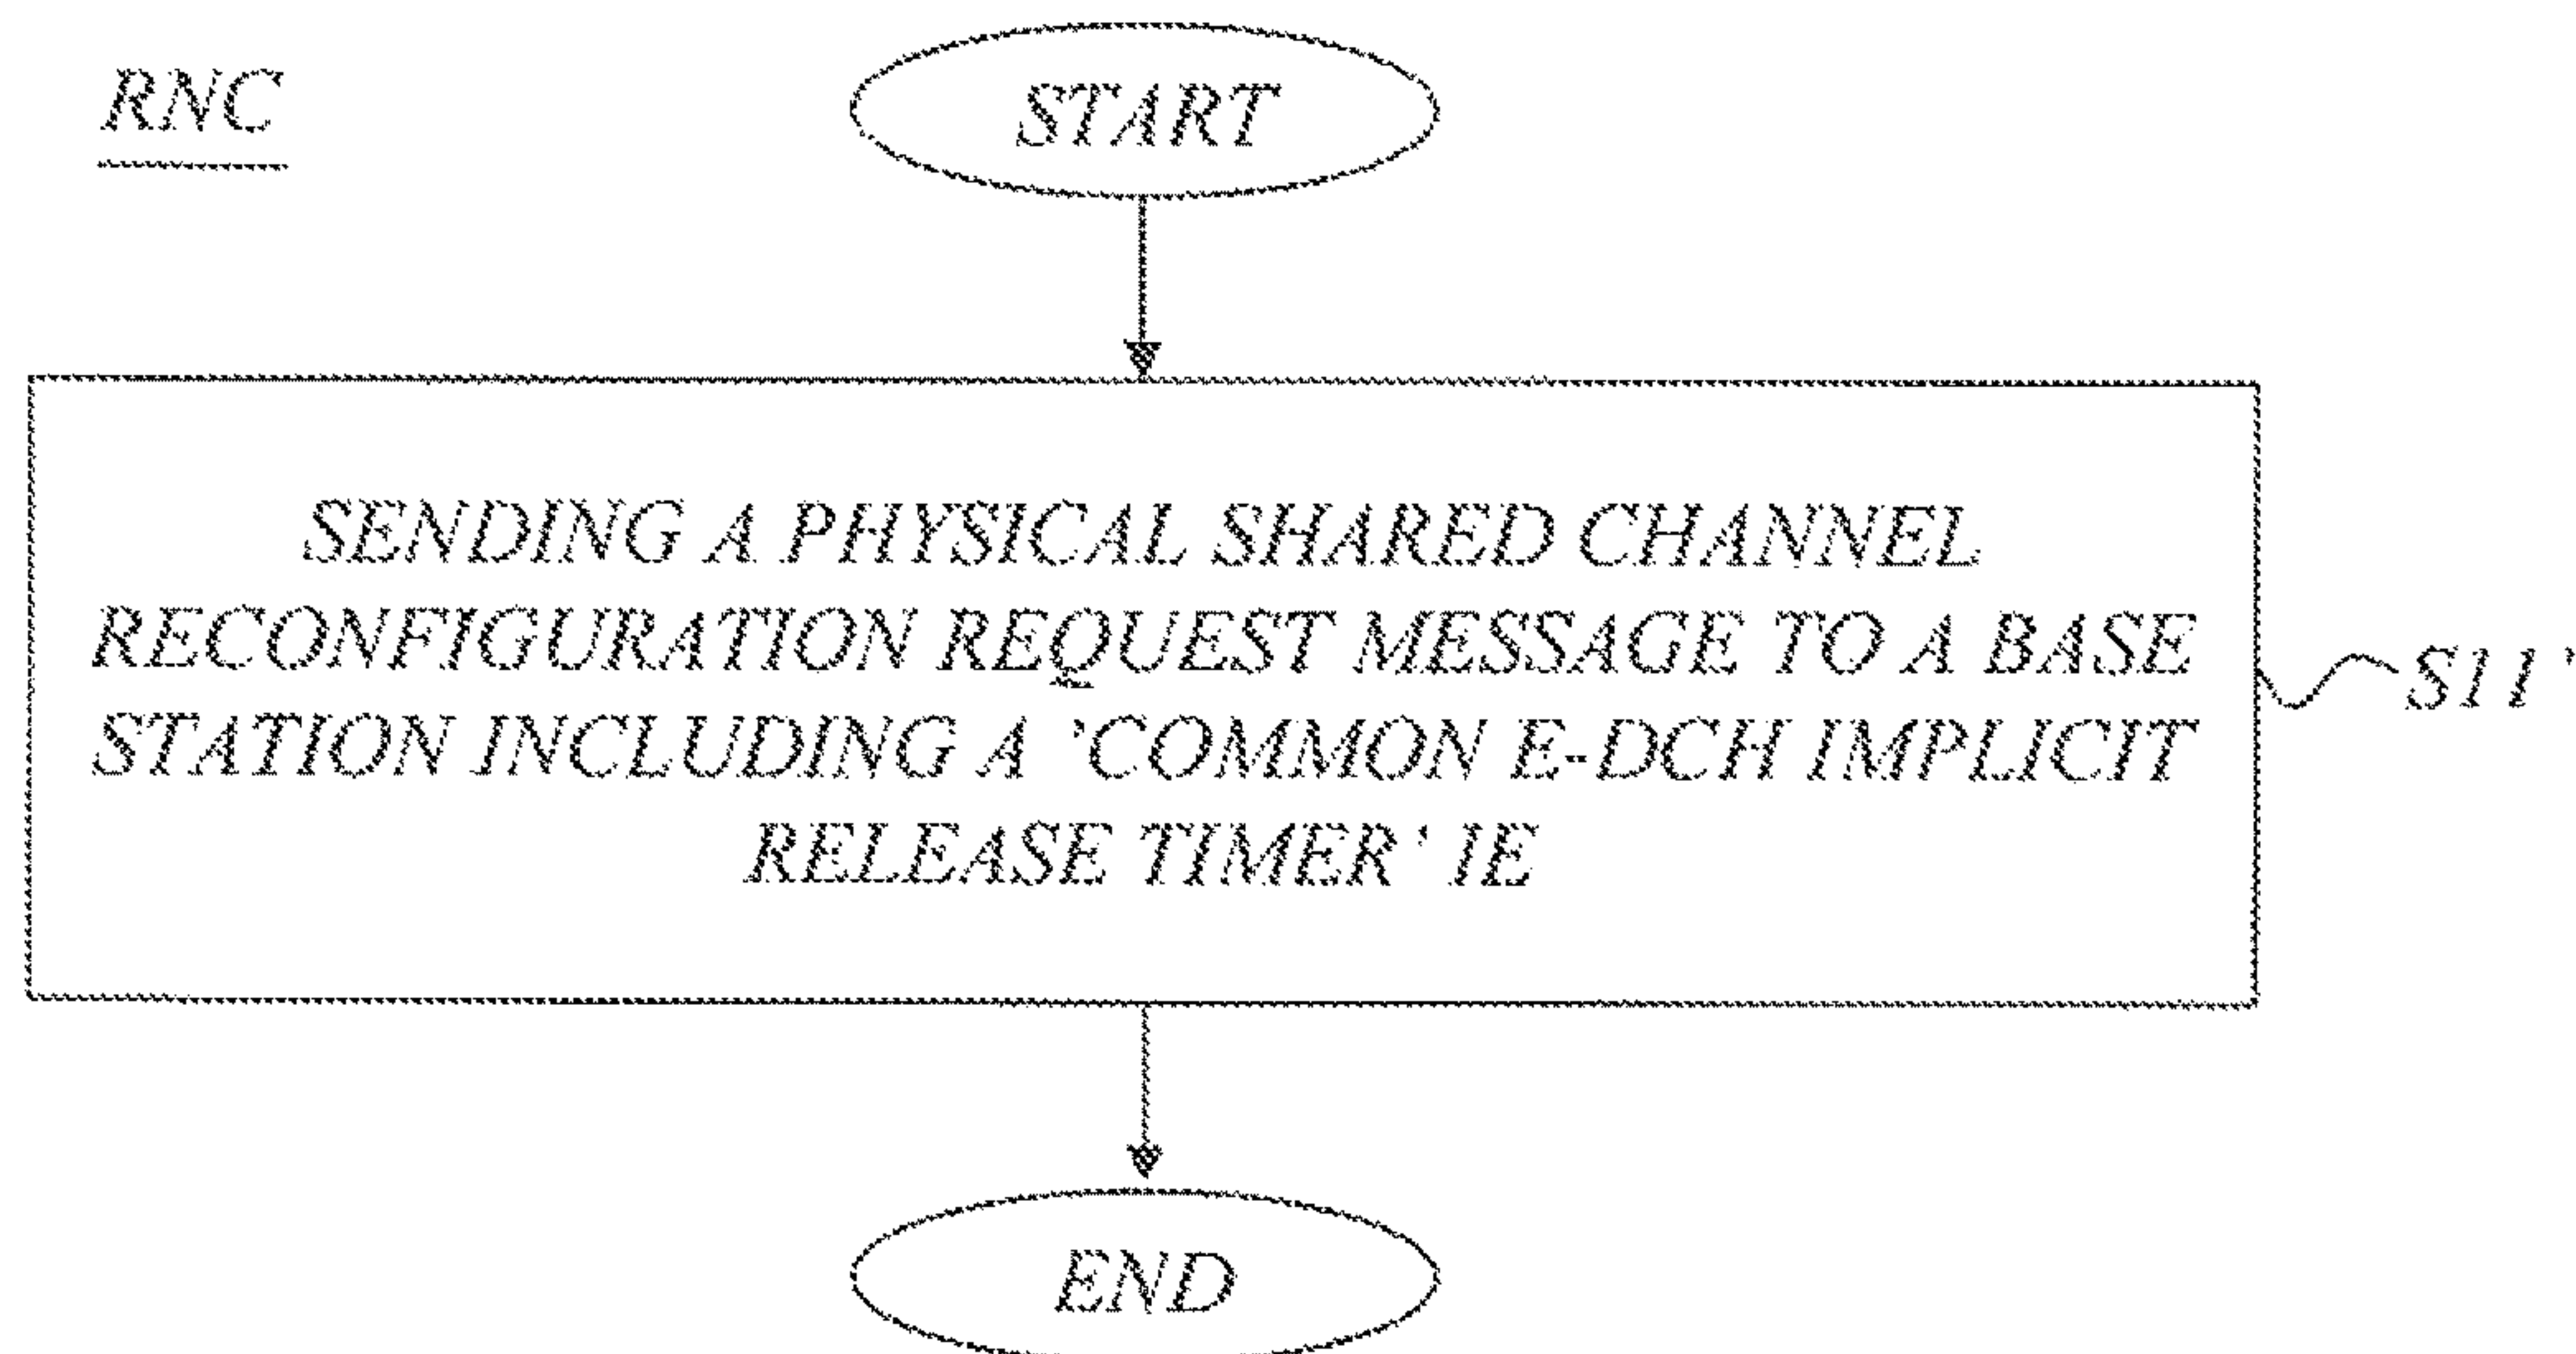 RNC
START
SENDING A PHYSICAL SHARED CHANNEL
RECONFIGURATION REQUEST MESSAGE TO A BASE
STATION INCLUDING A 'COMMON E-DCH IMPLICIT
RELEASE TIMER' IE
S11'
END